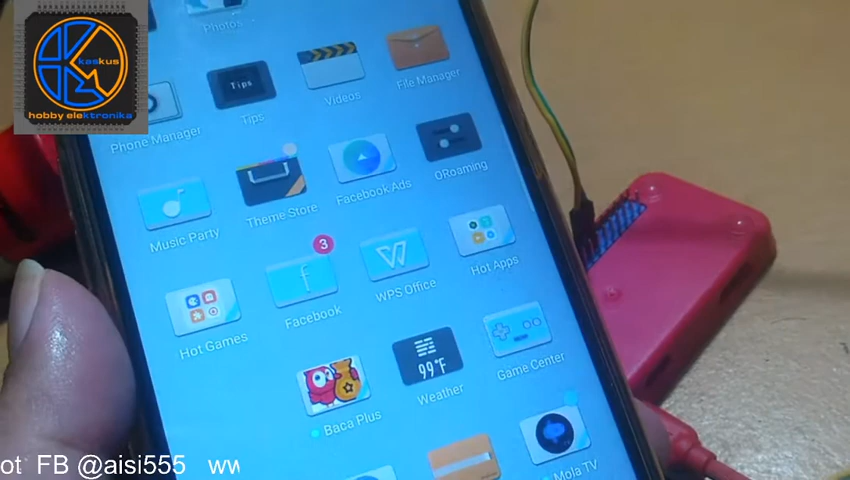 kaskus
hobby elektronika
Photos
Phone Manager
Tips
Tips
Videos
File Manager
Music Party
Theme Store
Facebook Ads
ORoaming
Hot Games
3
f
Facebook
W
WPS Office
Hot Apps
Baca Plus
99°F
Weather
Game Center
Mola TV
ot FB @aisi555 ww